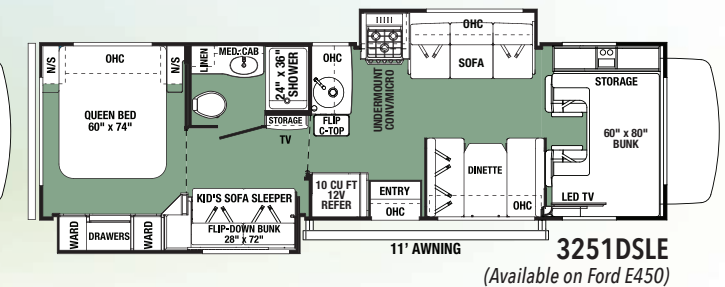 N/S
OHC
N/S
QUEEN BED
60" x 74"
WARD
DRAWERS
WARD
LINEN
MED. CAB
24" x 36"
SHOWER
STORAGE
TV
KID'S SOFA SLEEPER
FLIP-DOWN BUNK
28" x 72"
OHC
FLIP
C-TOP
UNDERMOUNT
CONV/MICRO
10 CU FT
12V
REFER
ENTRY
OHC
OHC
SOFA
DINETTE
OHC
STORAGE
60" x 80"
BUNK
LED TV
11' AWNING
3251DSLE
(Available on Ford E450)